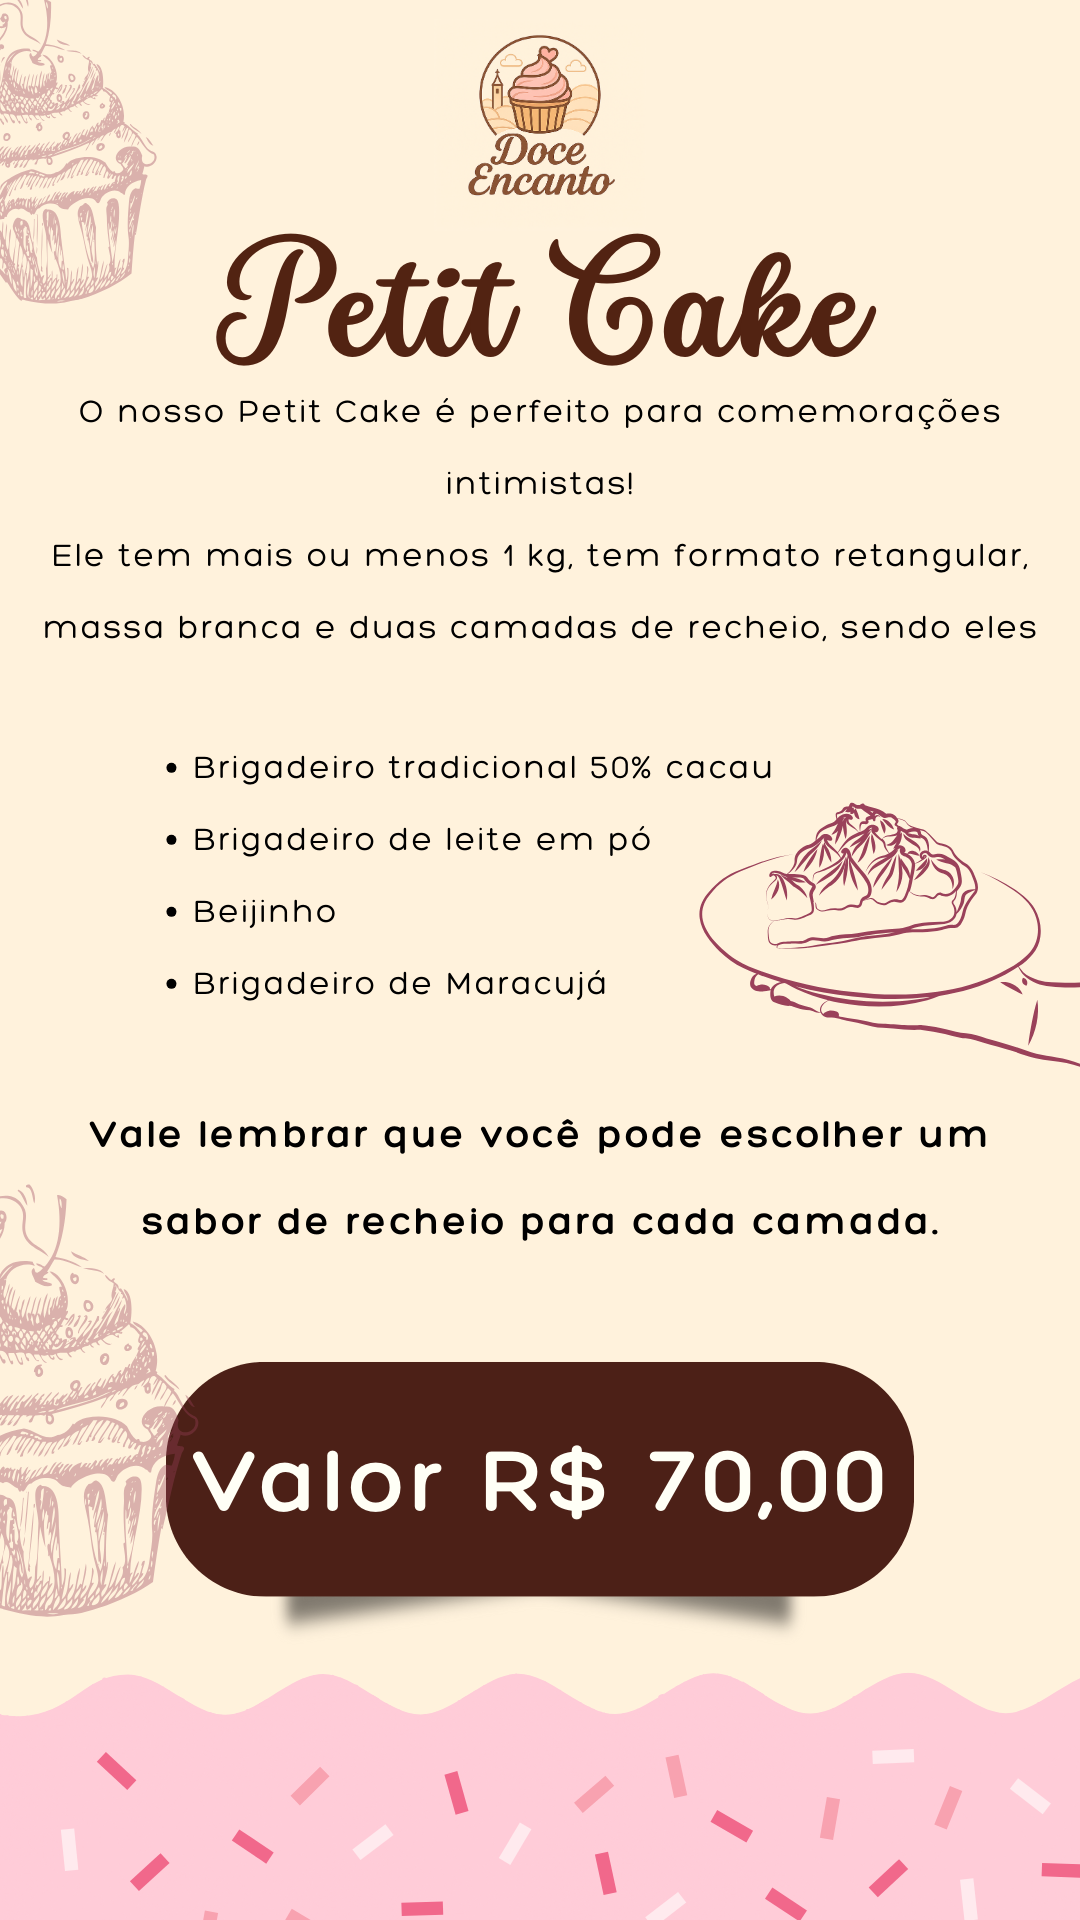 Doce
Encanto
Petit Cake
O nosso Petit Cake é perfeito para comemorações
intimistas!
Ele tem mais ou menos 1 kg, tem formato retangular,
massa branca e duas camadas de recheio, sendo eles
• Brigadeiro tradicional 50% cacau
• Brigadeiro de leite em pó
• Beijinho
• Brigadeiro de Maracujá
Vale lembrar que você pode escolher um
sabor de recheio para cada camada.
Valor R$ 70,00